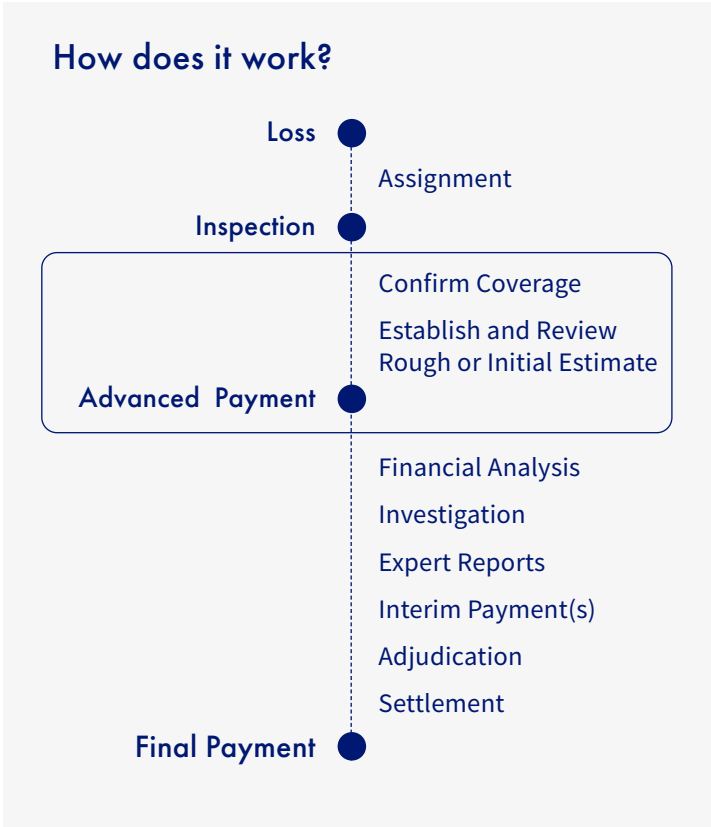 How does it work?
Loss
Assignment
Inspection
Confirm Coverage
Establish and Review
Rough or Initial Estimate
Advanced Payment
Financial Analysis
Investigation
Expert Reports
Interim Payment(s)
Adjudication
Settlement
Final Payment